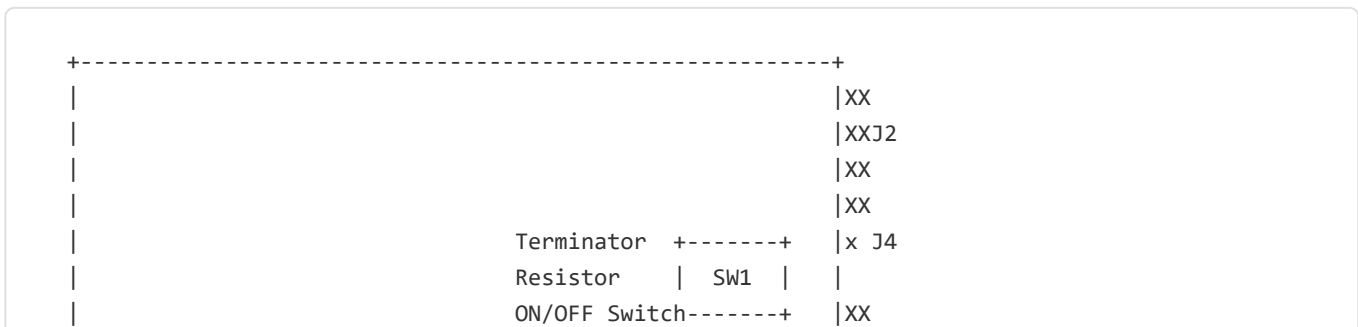 +---------------------------------------------------------+
|                                                         |XX
|                                                         |XXJ2
|                                                         |XX
|                                                         |XX
|                                 Terminator  +-------+   |x J4
|                                 Resistor    |  SW1  |   |
|                                 ON/OFF Switch-------+   |XX